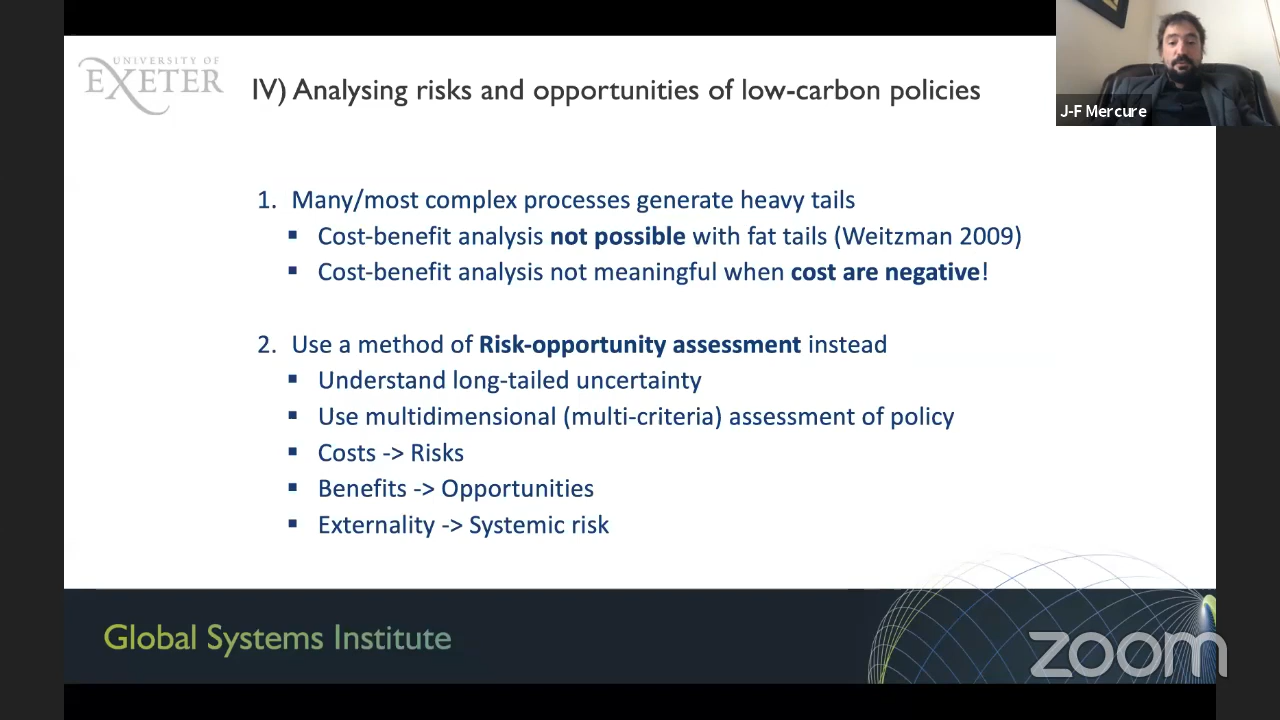 UNIVERSITY OF
EXETER
IV) Analysing risks and opportunities of low-carbon policies
J-F Mercure
1. Many/most complex processes generate heavy tails
▪ Cost-benefit analysis not possible with fat tails (Weitzman 2009)
▪ Cost-benefit analysis not meaningful when cost are negative!
2. Use a method of Risk-opportunity assessment instead
▪ Understand long-tailed uncertainty
▪ Use multidimensional (multi-criteria) assessment of policy
▪ Costs -> Risks
▪ Benefits -> Opportunities
▪ Externality -> Systemic risk
Global Systems Institute
zoom